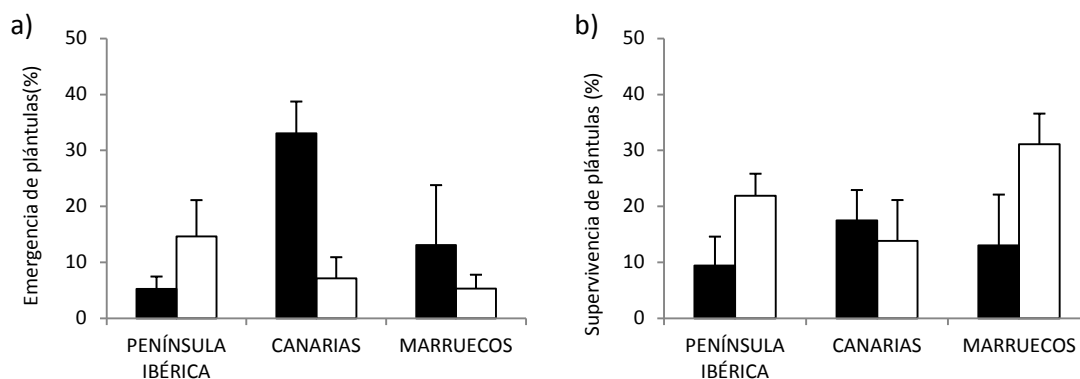 a)
Emergencia de plántulas(%)
50
40
30
20
10
0
PENÍNSULA
IBÉRICA
CANARIAS
MARRUECOS
b)
Supervivencia de plántulas (%)
50
40
30
20
10
0
PENÍNSULA
IBÉRICA
CANARIAS
MARRUECOS